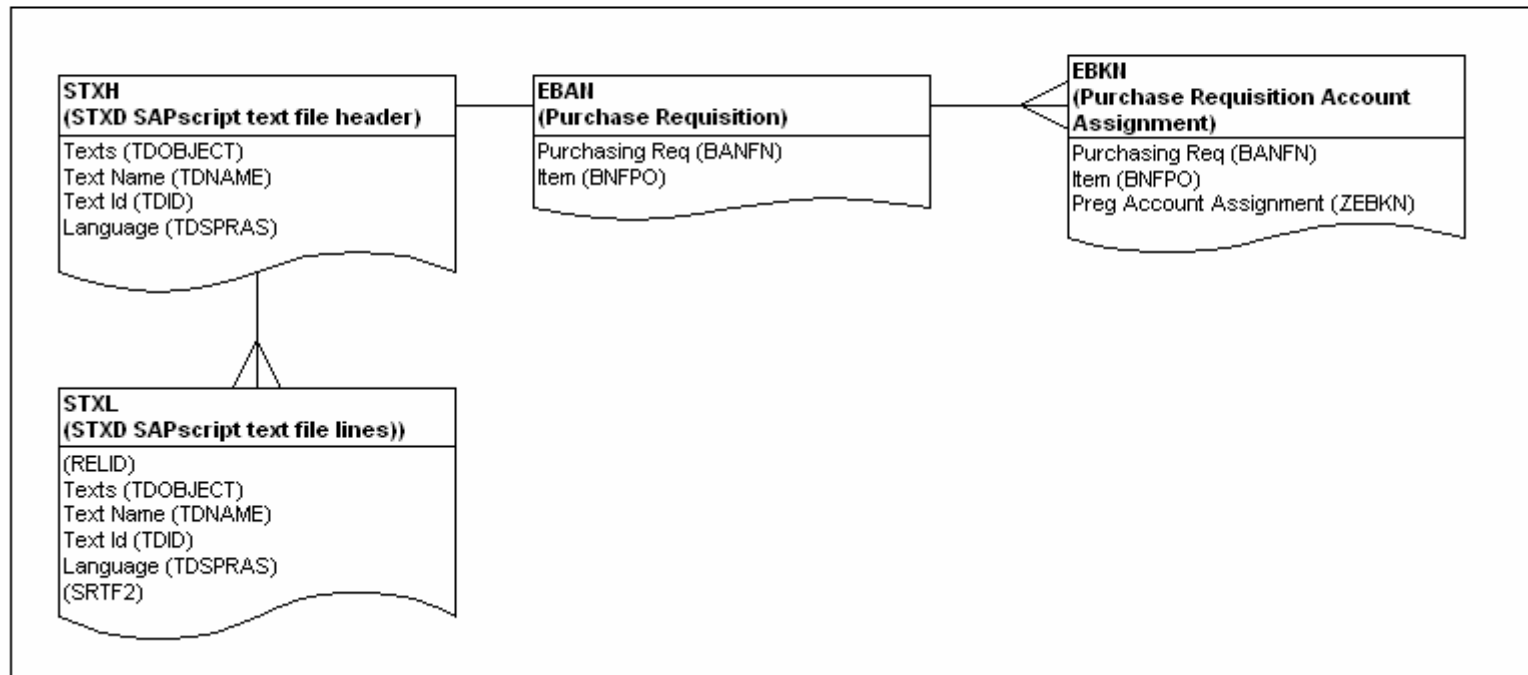 STXH
(STXD SAPscript text file header)
Texts (TDOBJECT)
Text Name (TDNAME)
Text Id (TDID)
Language (TDSPRAS)
EBAN
(Purchase Requisition)
Purchasing Req (BANFN)
Item (BNFPO)
EBKN
(Purchase Requisition Account
Assignment)
Purchasing Req (BANFN)
Item (BNFPO)
Preq Account Assignment (ZEBKN)
STXL
(STXD SAPscript text file lines))
(RELID)
Texts (TDOBJECT)
Text Name (TDNAME)
Text Id (TDID)
Language (TDSPRAS)
(SRTF2)